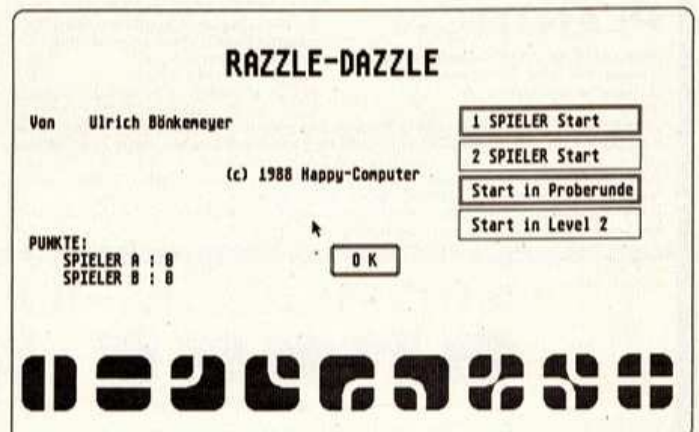 RAZZLE-DAZZLE
Von Ulrich Bönkemeyer
(c) 1988 Happy-Computer
1 SPIELER Start
2 SPIELER Start
Start in Proberunde
Start in Level 2
PUNKTE:
SPIELER A : 0
SPIELER B : 0
O K